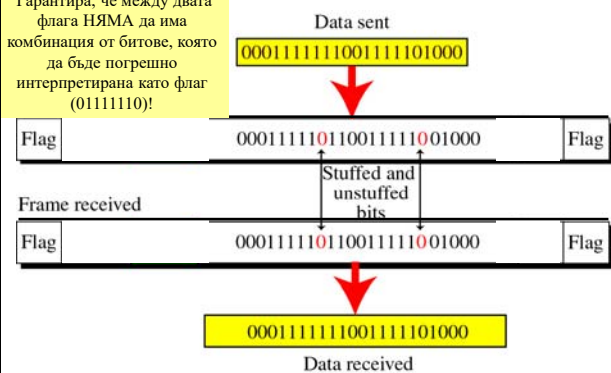 Гарантира, че между двата
флага НЯМА да има
комбинация от битове, която
да бъде погрешно
интерпретирана като флаг
(01111110)!
Data sent
0001111111001111101000
Flag 000111110110011111001000 Flag
Stuffed and
unstuffed
bits
Frame received
Flag 000111110110011111001000 Flag
0001111111001111101000
Data received